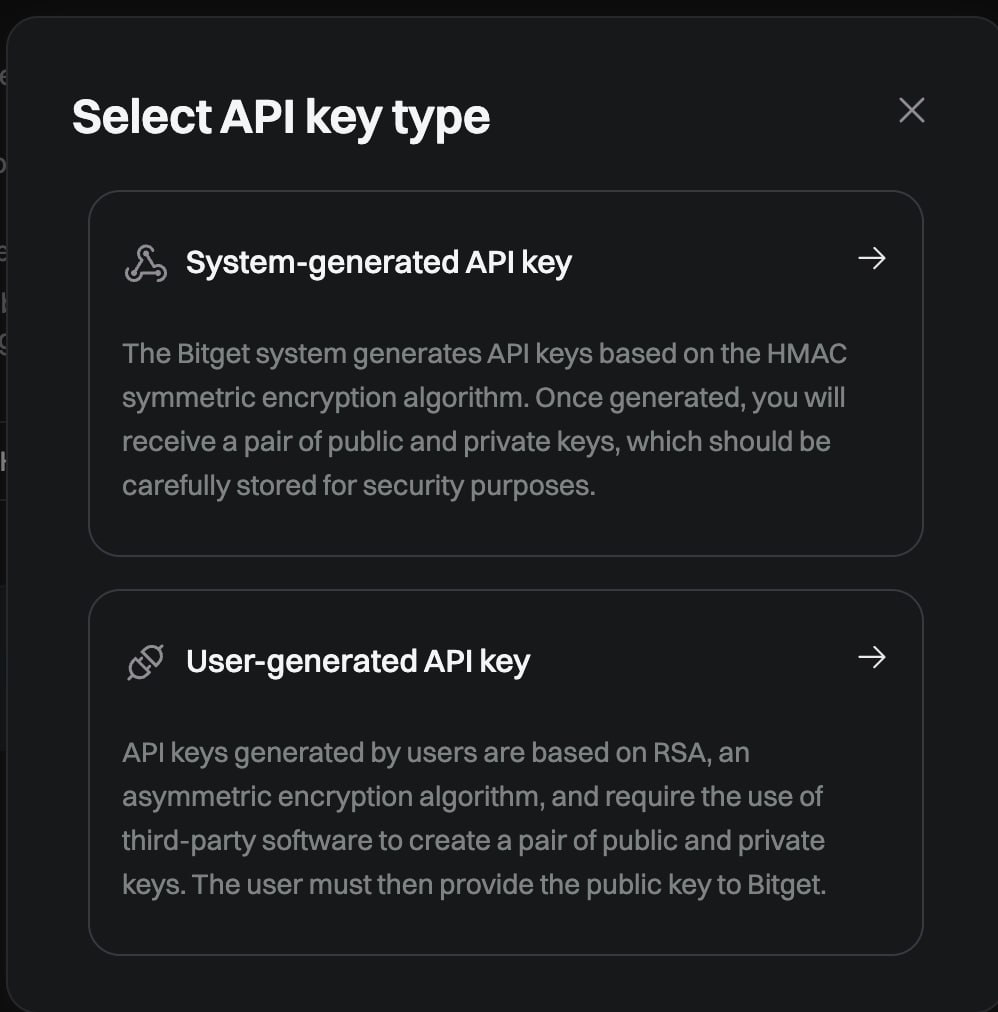 Select API key type
System-generated API key
The Bitget system generates API keys based on the HMAC
symmetric encryption algorithm. Once generated, you will
receive a pair of public and private keys, which should be
carefully stored for security purposes.
User-generated API key
API keys generated by users are based on RSA, an
asymmetric encryption algorithm, and require the use of
third-party software to create a pair of public and private
keys. The user must then provide the public key to Bitget.